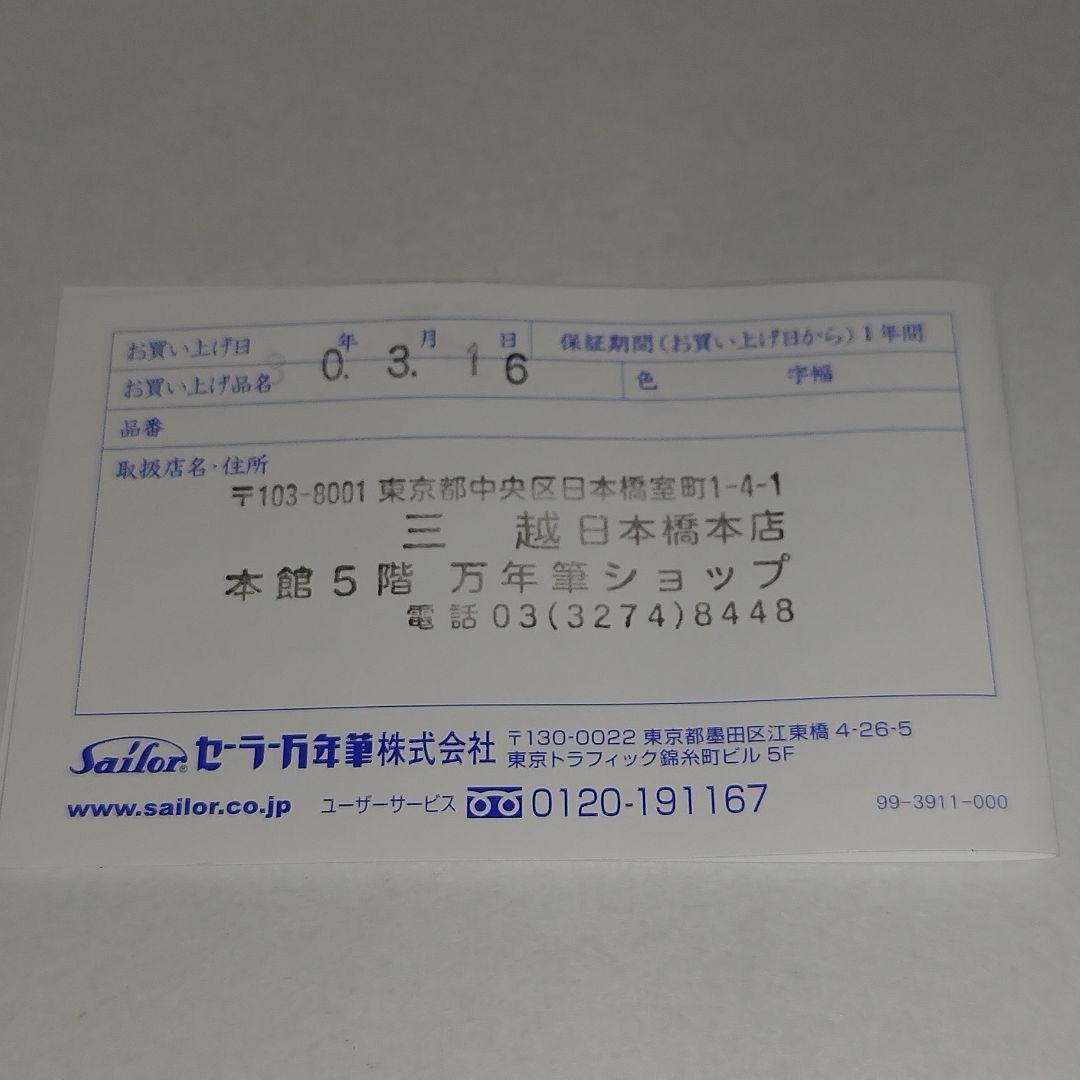 お買い上げ日 年 月 日 保証期間(お買い上げ日から)1年間
30. 3. 16
お買い上げ品名 色 字幅
品番
取扱店名・住所
〒103-8001 東京都中央区日本橋室町1-4-1
三 越 日本橋本店
本館5階 万年筆ショップ
電話03(3274)8448
Sailor® セーラー万年筆株式会社 〒130-0022 東京都墨田区江東橋 4-26-5
東京トラフィック錦糸町ビル 5F
www.sailor.co.jp ユーザーサービス 0120-191167 99-3911-000